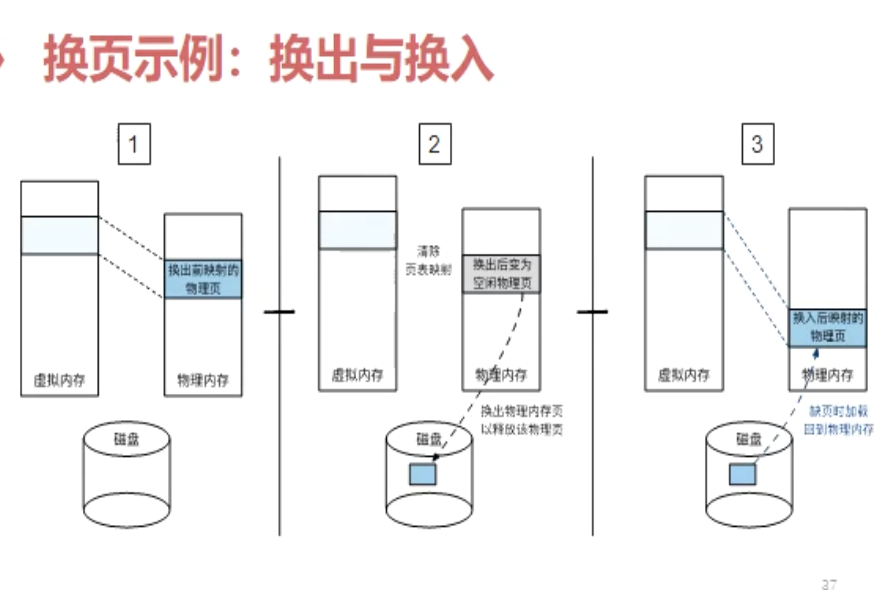 换页示例：换出与换入
1
换出前映射的
物理页
虚拟内存
物理内存
磁盘
2
清除
页表映射
换出后变为
空闲物理页
虚拟内存
物理内存
换出物理内存页
以释放该物理页
磁盘
3
换入后映射的
物理页
虚拟内存
物理内存
缺页时加载
回到物理内存
磁盘
37